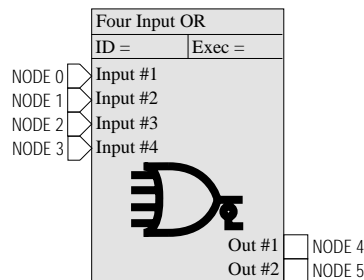 Four Input OR
ID = Exec =
NODE 0 Input #1
NODE 1 Input #2
NODE 2 Input #3
NODE 3 Input #4
Out #1 NODE 4
Out #2 NODE 5